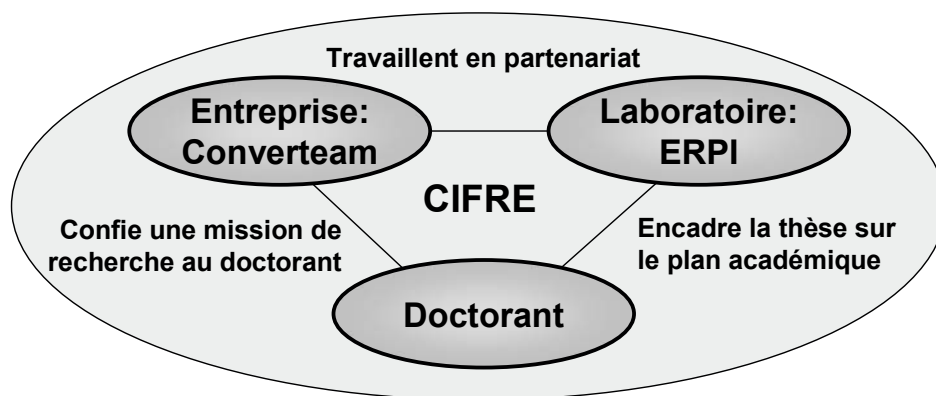 Travaillent en partenariat
Entreprise:
Converteam
Laboratoire:
ERPI
CIFRE
Confie une mission de
recherche au doctorant
Encadre la thèse sur
le plan académique
Doctorant